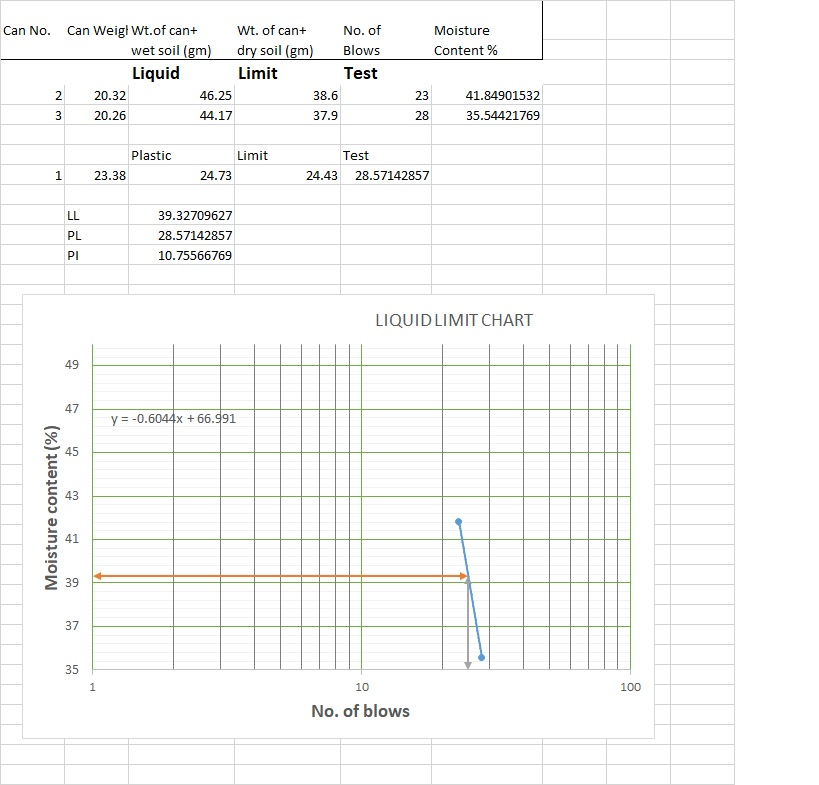 Can No. Can Weigl Wt.of can+ wet soil (gm) Wt. of can+ dry soil (gm) No. of Blows Moisture Content %
Liquid Limit Test
2 20.32 46.25 38.6 23 41.84901532
3 20.26 44.17 37.9 28 35.54421769
Plastic Limit Test
1 23.38 24.73 24.43 28.57142857
LL 39.32709627
PL 28.57142857
PI 10.75566769
LIQUID LIMIT CHART
49
47
y = -0.6044x + 66.991
45
43
41
39
37
35
Moisture content (%)
1 10 100
No. of blows